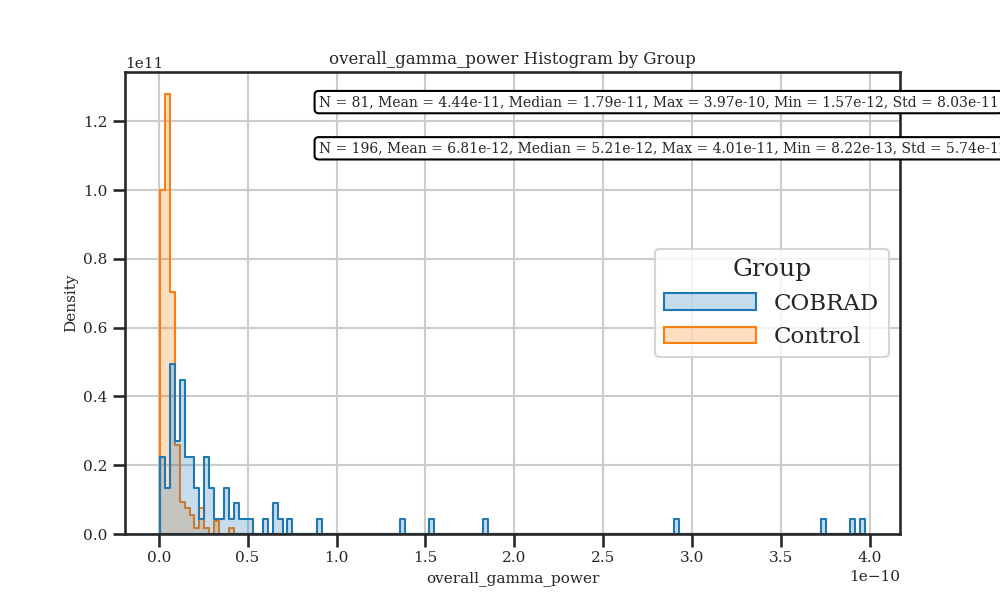 overall_gamma_power Histogram by Group
1e11
N = 81, Mean = 4.44e-11, Median = 1.79e-11, Max = 3.97e-10, Min = 1.57e-12, Std = 8.03e-11
N = 196, Mean = 6.81e-12, Median = 5.21e-12, Max = 4.01e-11, Min = 8.22e-13, Std = 5.74e-1
1.2
1.0
0.8
0.6
0.4
0.2
0.0
Density
Group
COBRAD
Control
0.0 0.5 1.0 1.5 2.0 2.5 3.0 3.5 4.0
1e−10
overall_gamma_power